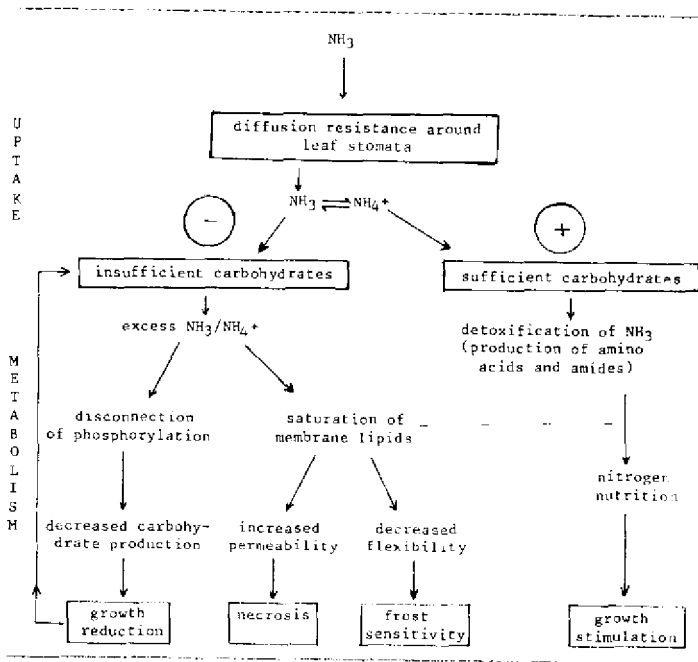 NH3
UPTAKE
diffusion resistance around
leaf stomata
NH3 ⇌ NH4+
−
+
insufficient carbohydrates
sufficient carbohydrates
METABOLISM
excess NH3/NH4+
detoxification of NH3
(production of amino
acids and amides)
disconnection
of phosphorylation
saturation of
membrane lipids
nitrogen
nutrition
decreased carbohy-
drate production
increased
permeability
decreased
flexibility
growth
reduction
necrosis
frost
sensitivity
growth
stimulation